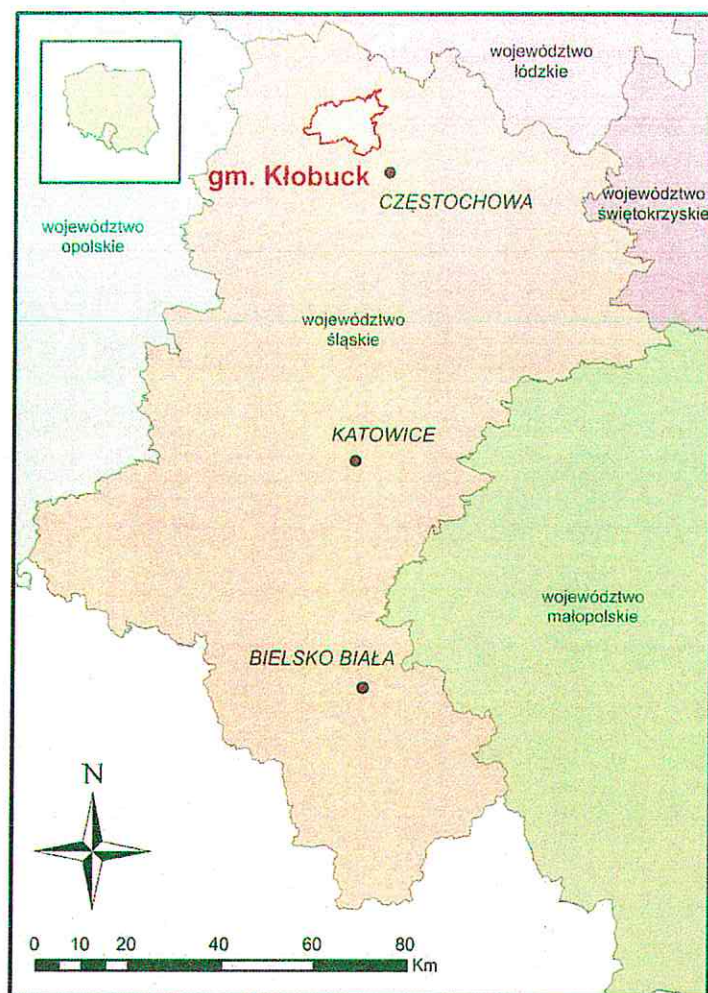 województwo
łódzkie
gm. Kłobuck
CZĘSTOCHOWA
województwo
świętokrzyskie
województwo
opolskie
województwo
śląskie
KATOWICE
województwo
małopolskie
BIELSKO BIAŁA
N
0 10 20 40 60 80
Km